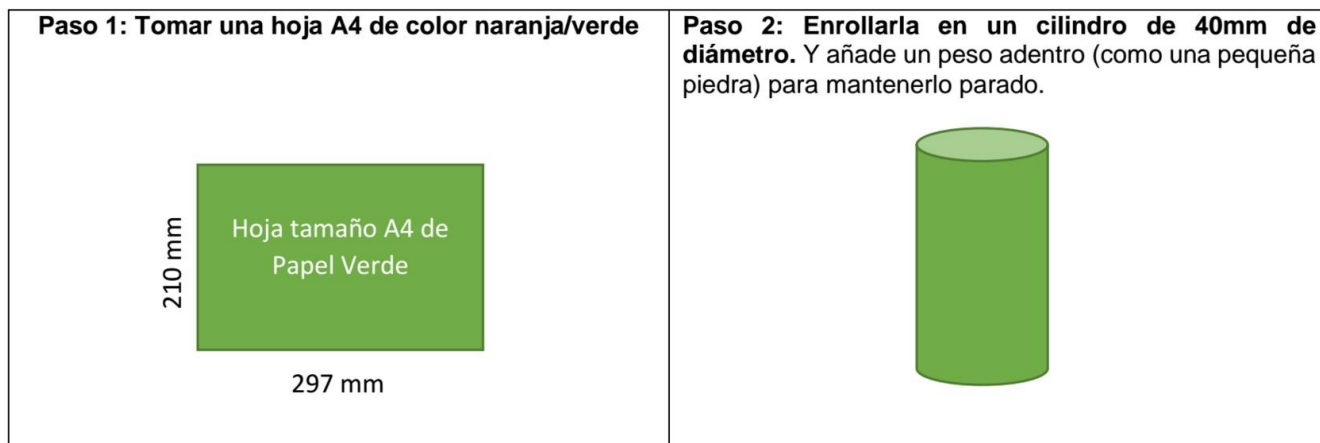 Paso 1: Tomar una hoja A4 de color naranja/verde
210 mm
Hoja tamaño A4 de
Papel Verde
297 mm
Paso 2: Enrollarla en un cilindro de 40mm de
diámetro. Y añade un peso adentro (como una pequeña
piedra) para mantenerlo parado.